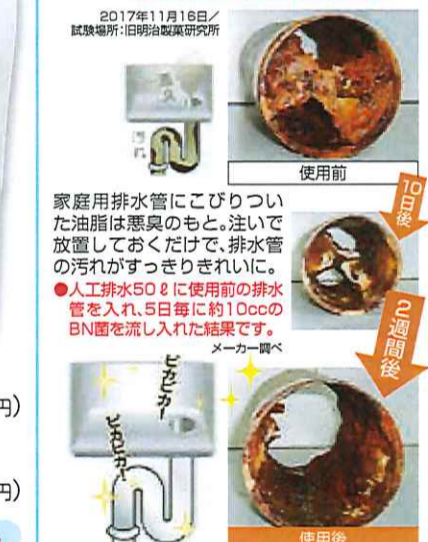 2017年11月16日／
試験場所:旧明治製菓研究所
使用前
家庭用排水管にこびりつい
た油脂は悪臭のもと。注いで
放置しておくだけで、排水管
の汚れがすっきりきれいに。
●人工排水50ℓに使用前の排水
管を入れ、5日毎に約10ccの
BN菌を流し入れた結果です。
メーカー調べ
10日後
2週間後
ピカピカー
ピカピカー
使用後
円)
円)